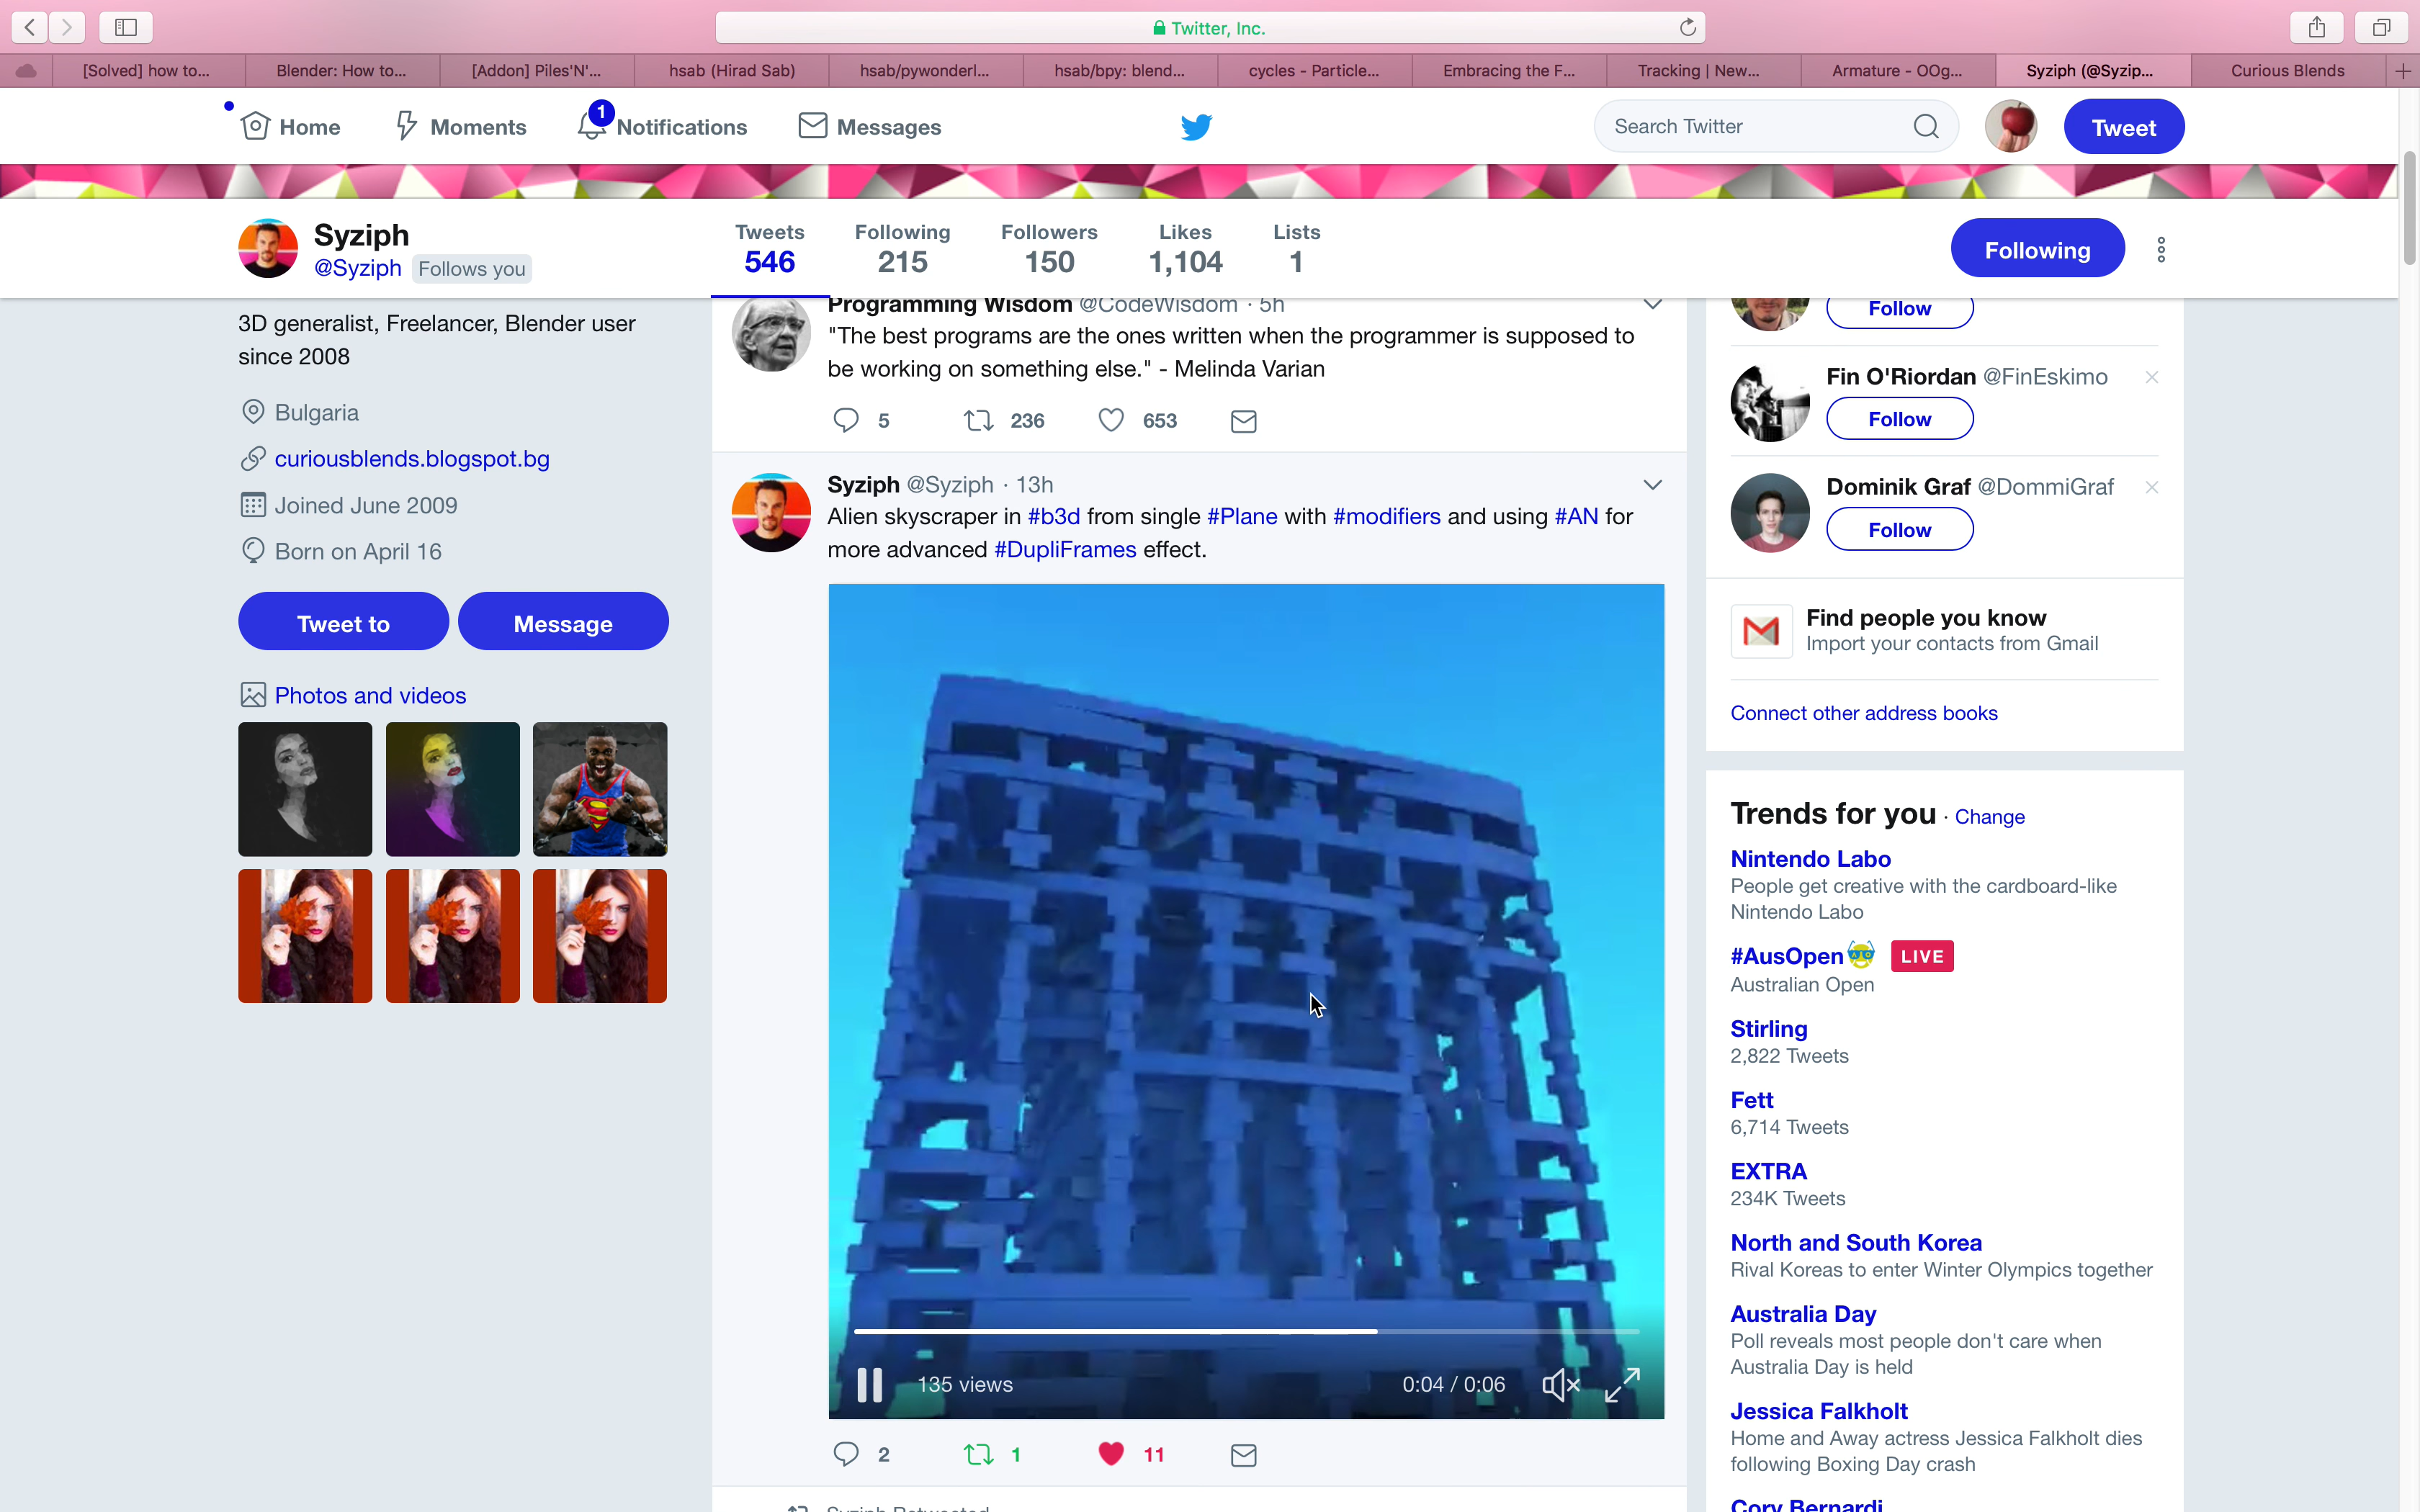 Twitter, Inc.
[Solved] how to...
Blender: How to...
[Addon] Piles'N'...
hsab (Hirad Sab)
hsab/pywonderl...
hsab/bpy: blend...
cycles - Particle...
Embracing the F...
Tracking | New...
Armature - OOg...
Syziph (@Syzip...
Curious Blends
Home
Moments
1
Notifications
Messages
Search Twitter
Tweet
Syziph
@Syziph Follows you
Tweets
546
Following
215
Followers
150
Likes
1,104
Lists
1
Following
3D generalist, Freelancer, Blender user
since 2008
Bulgaria
curiousblends.blogspot.bg
Joined June 2009
Born on April 16
Tweet to
Message
Photos and videos
Programming Wisdom @CodeWisdom · 5h
"The best programs are the ones written when the programmer is supposed to
be working on something else." - Melinda Varian
5
236
653
Syziph @Syziph · 13h
Alien skyscraper in #b3d from single #Plane with #modifiers and using #AN for
more advanced #DupliFrames effect.
135 views
0:04 / 0:06
2
1
11
Syziph Retweeted
Follow
Fin O'Riordan @FinEskimo
Follow
Dominik Graf @DommiGraf
Follow
Find people you know
Import your contacts from Gmail
Connect other address books
Trends for you · Change
Nintendo Labo
People get creative with the cardboard-like
Nintendo Labo
#AusOpen LIVE
Australian Open
Stirling
2,822 Tweets
Fett
6,714 Tweets
EXTRA
234K Tweets
North and South Korea
Rival Koreas to enter Winter Olympics together
Australia Day
Poll reveals most people don't care when
Australia Day is held
Jessica Falkholt
Home and Away actress Jessica Falkholt dies
following Boxing Day crash
Cory Bernardi